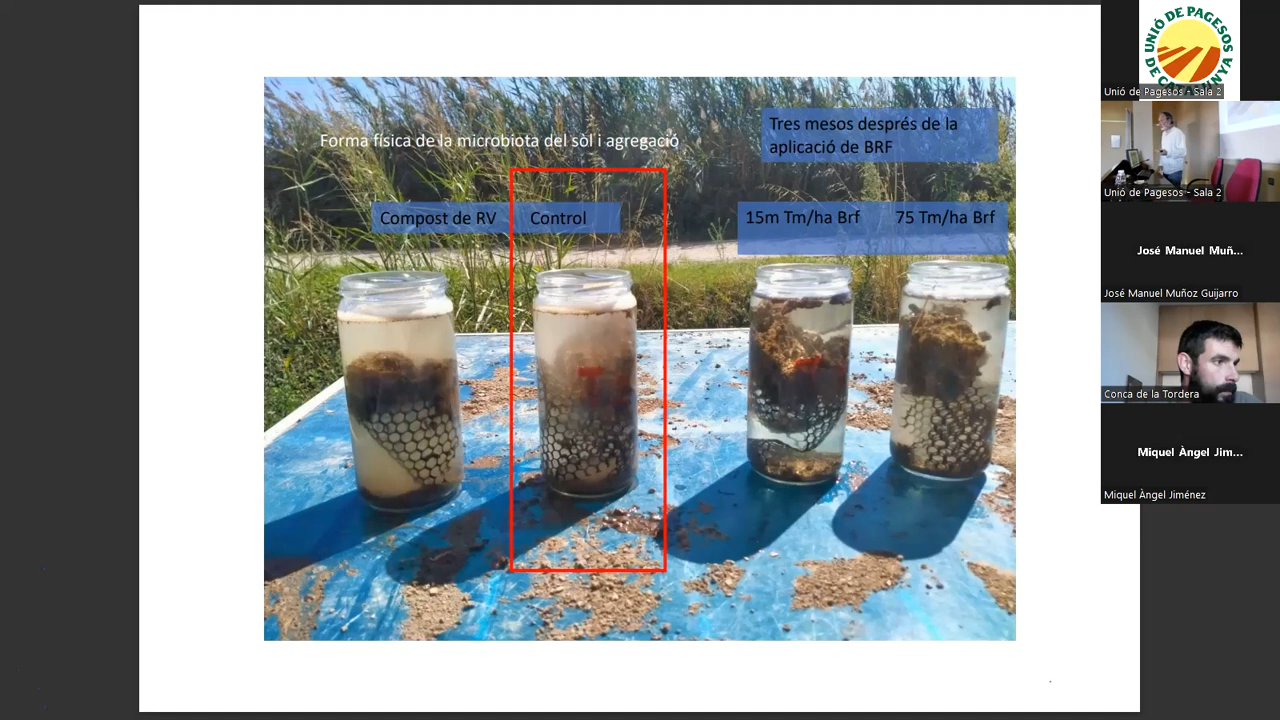 Forma física de la microbiota del sòl i agregació
Tres mesos després de la
aplicació de BRF
Compost de RV
Control
15m Tm/ha Brf
75 Tm/ha Brf
UNIÓ DE PAGESOS
Unió de Pagesos - Sala 2
Unió de Pagesos - Sala 2
José Manuel Muñ...
José Manuel Muñoz Guijarro
Conca de la Tordera
Miquel Àngel Jim...
Miquel Àngel Jiménez